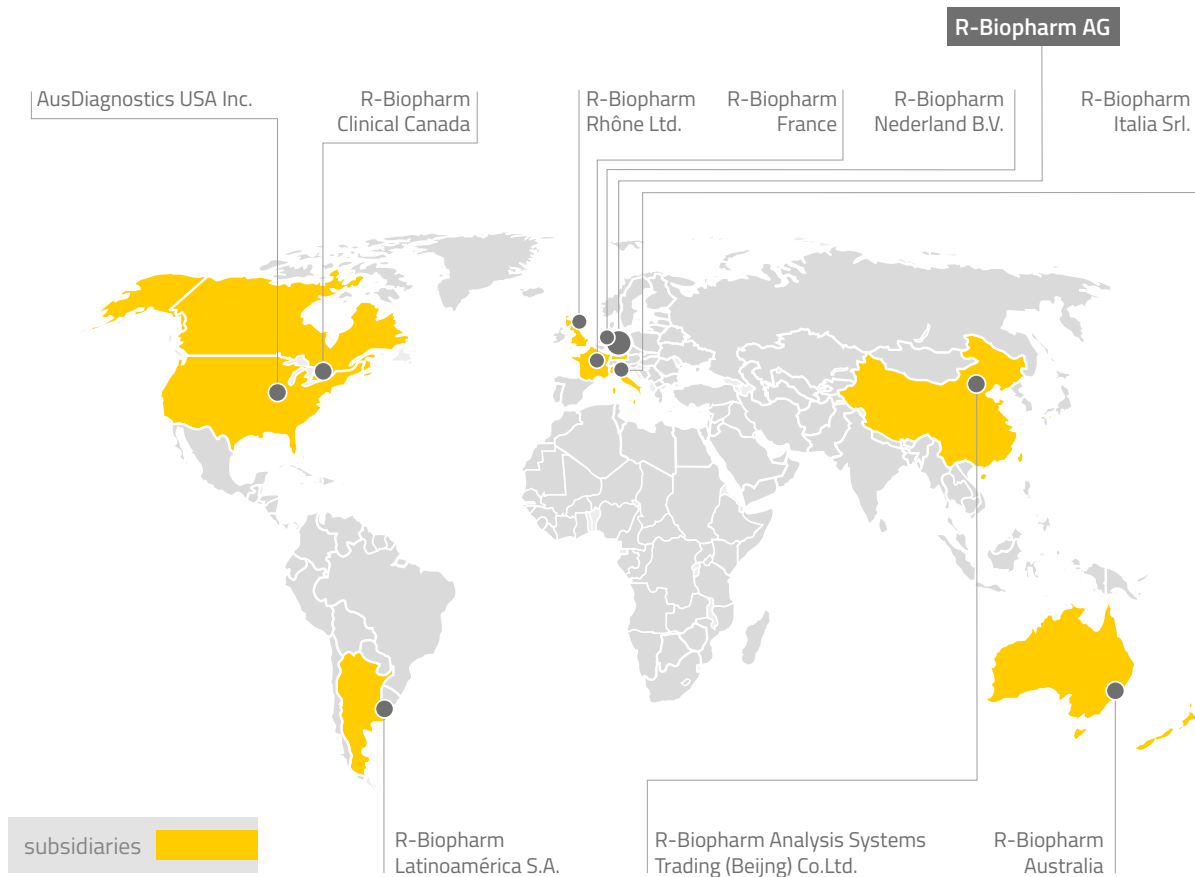 R-Biopharm AG
AusDiagnostics USA Inc.
R-Biopharm
Clinical Canada
R-Biopharm
Rhône Ltd.
R-Biopharm
France
R-Biopharm
Nederland B.V.
R-Biopharm
Italia Srl.
subsidiaries
R-Biopharm
Latinoamérica S.A.
R-Biopharm Analysis Systems
Trading (Beijng) Co.Ltd.
R-Biopharm
Australia